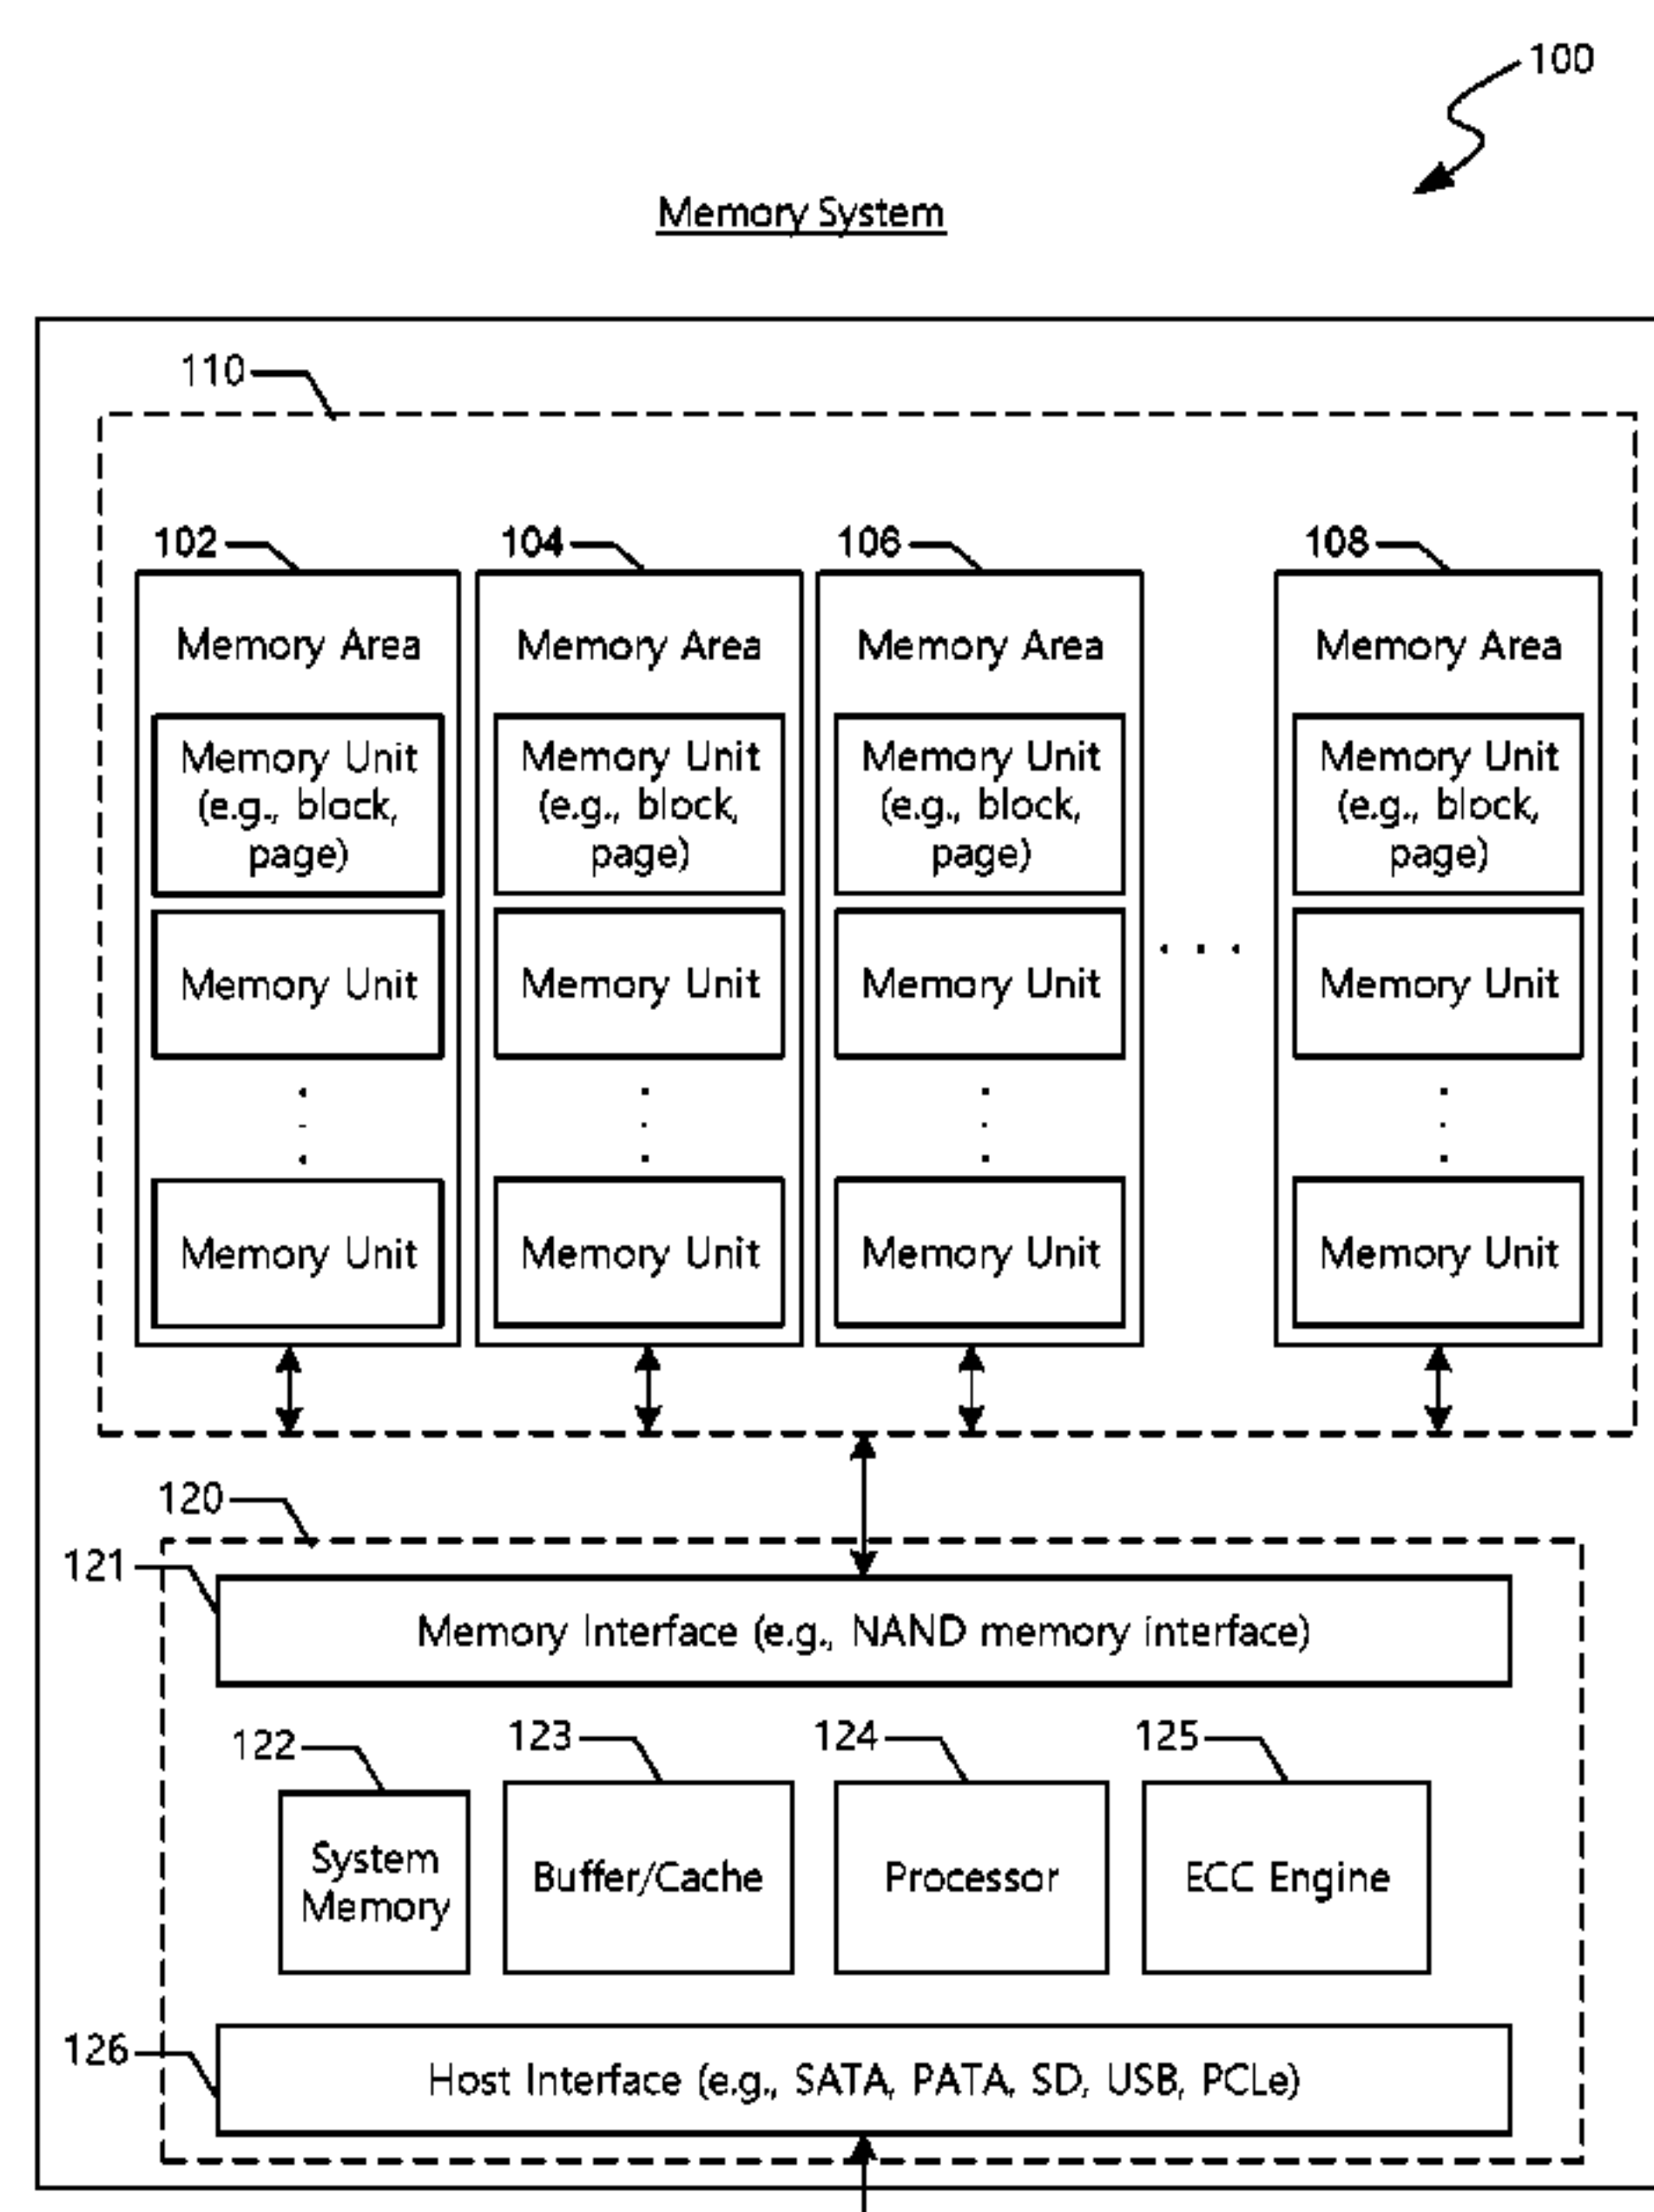 100
Memory System
110
102
104
106
108
Memory Area
Memory Area
Memory Area
Memory Area
Memory Unit
(e.g., block,
page)
Memory Unit
(e.g., block,
page)
Memory Unit
(e.g., block,
page)
Memory Unit
(e.g., block,
page)
Memory Unit
Memory Unit
Memory Unit
. . .
Memory Unit
Memory Unit
Memory Unit
Memory Unit
Memory Unit
120
121
Memory Interface (e.g., NAND memory interface)
122
123
124
125
System
Memory
Buffer/Cache
Processor
ECC Engine
126
Host Interface (e.g., SATA, PATA, SD, USB, PCLe)